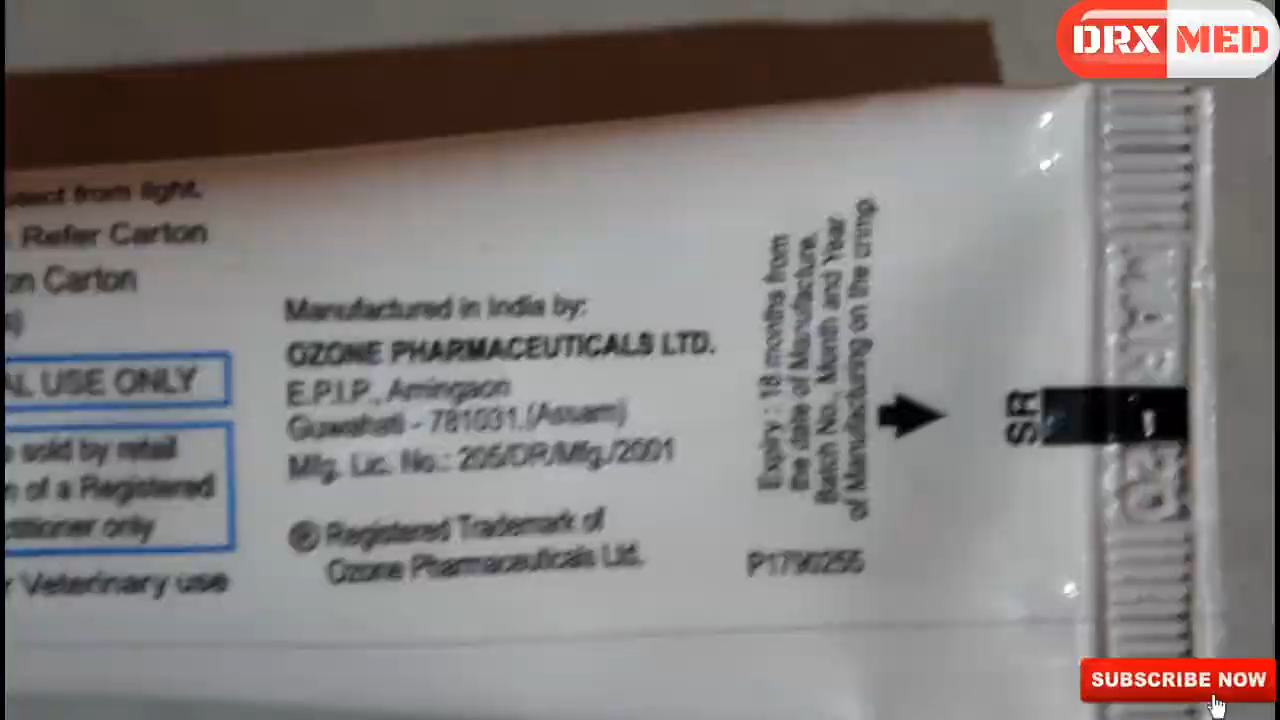 DRX MED
from light.
Refer Carton
on Carton
USE ONLY
sold by retail
of a Registered
only
Veterinary use
Manufactured in India by:
OZONE PHARMACEUTICALS LTD.
E.P.I.P., Amingaon
Guwahati - 781031.(Assam)
Mfg. Lic. No.: 205/DR/Mfg./2001
® Registered Trademark of
Ozone Pharmaceuticals Ltd.
Expiry : 18 months from
the date of Manufacture.
Batch No., Month and Year
of Manufacturing on the crimp.
P1790255
SR
SUBSCRIBE NOW